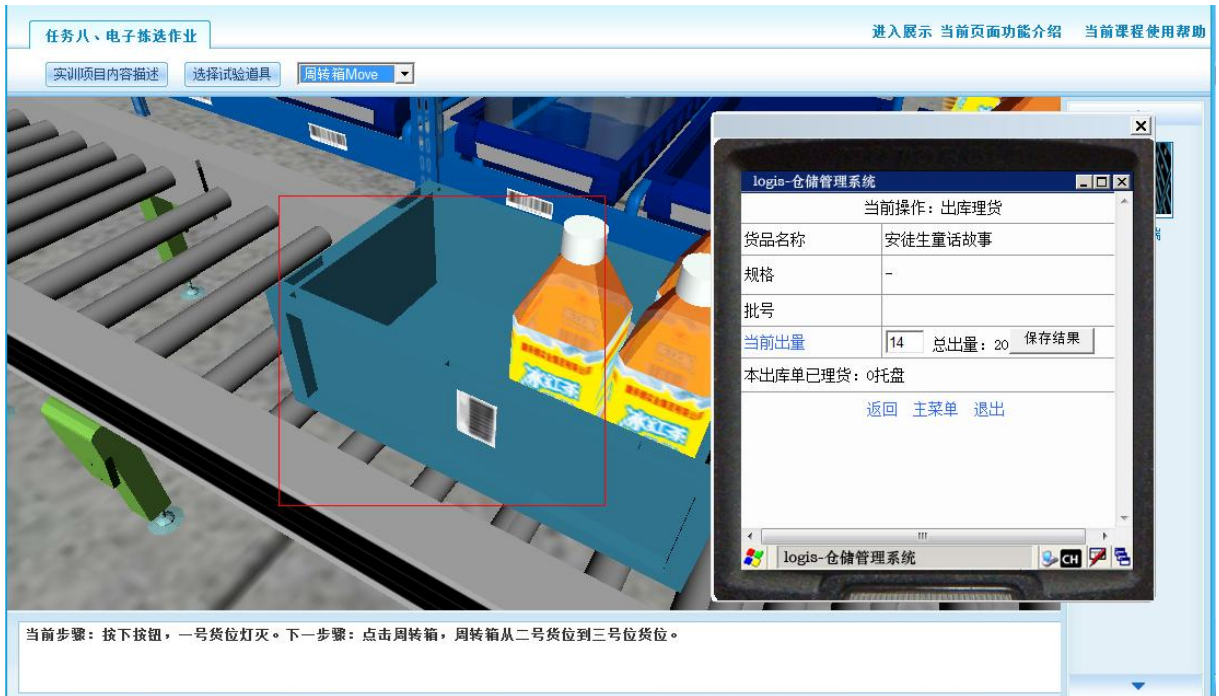 任务八、电子拣选作业
进入展示 当前页面功能介绍 当前课程使用帮助
实训项目内容描述 选择试验道具 周转箱Move
logis-仓储管理系统
当前操作：出库理货
货品名称 安徒生童话故事
规格 -
批号
当前出量 14 总出量：20 保存结果
本出库单已理货：0托盘
返回 主菜单 退出
logis-仓储管理系统 CH
冰红茶
冰红茶
当前步骤：按下按钮，一号货位灯灭。下一步骤：点击周转箱，周转箱从二号货位到三号位货位。